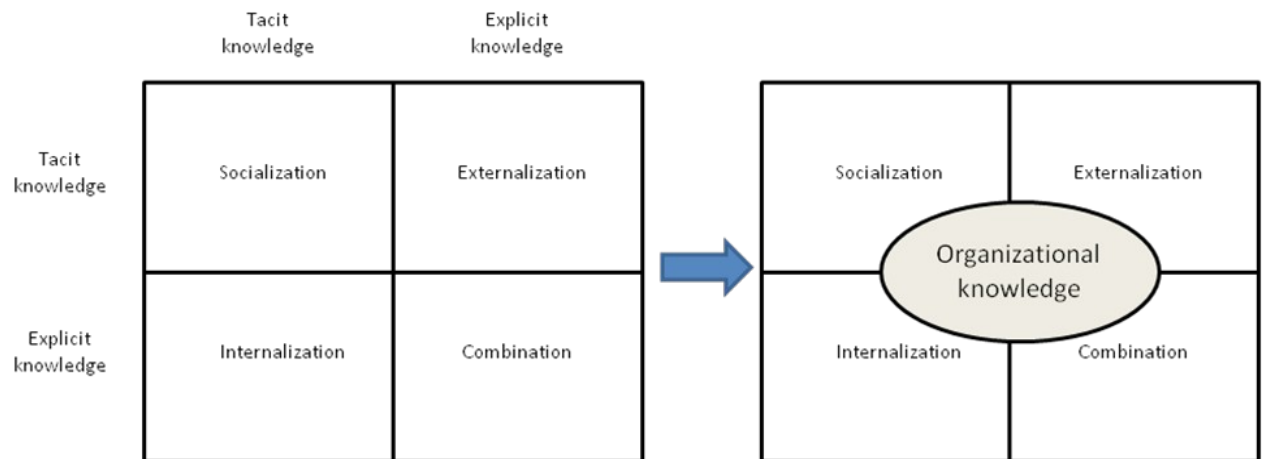 Tacit
knowledge
Explicit
knowledge
Tacit
knowledge
Socialization
Externalization
Explicit
knowledge
Internalization
Combination
Socialization
Externalization
Organizational
knowledge
Internalization
Combination